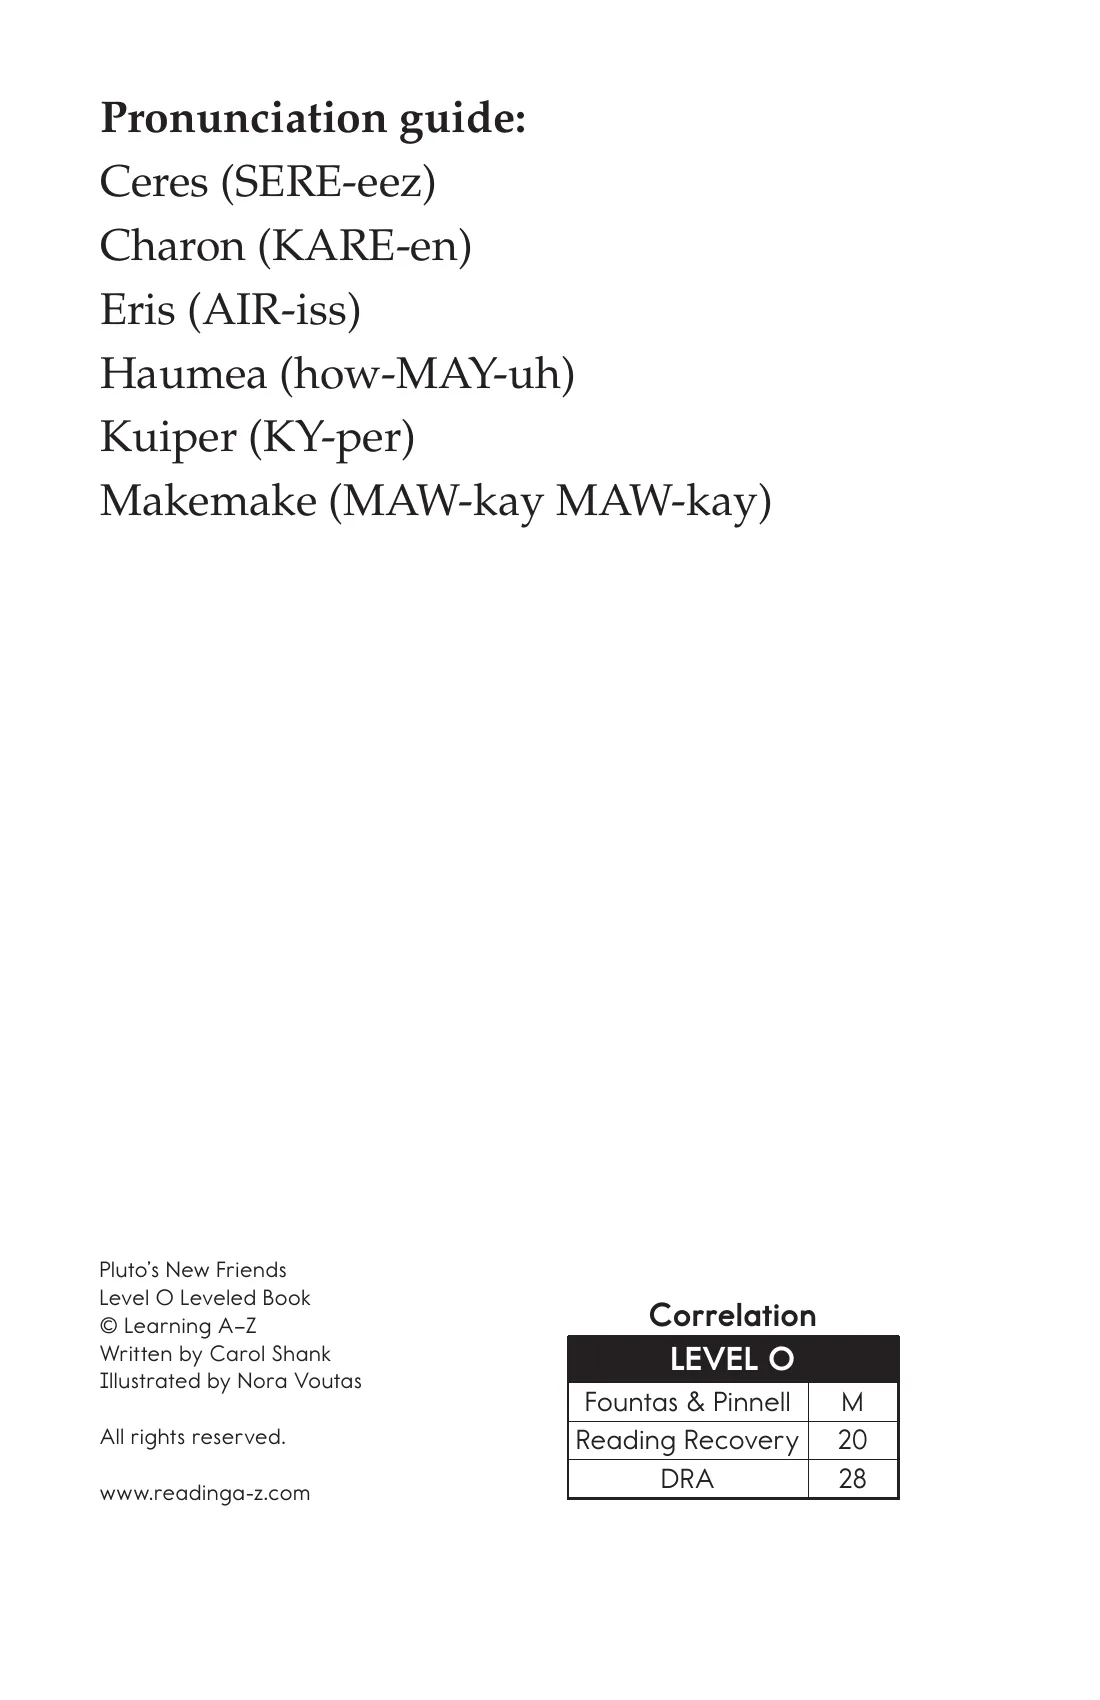 Pronunciation guide:
Ceres (SERE-eez)
Charon (KARE-en)
Eris (AIR-iss)
Haumea (how-MAY-uh)
Kuiper (KY-per)
Makemake (MAW-kay MAW-kay)
Pluto’s New Friends
Level O Leveled Book
© Learning A–Z
Written by Carol Shank
Illustrated by Nora Voutas
All rights reserved.
www.readinga-z.com
Correlation
LEVEL O
Fountas & Pinnell M
Reading Recovery 20
DRA 28